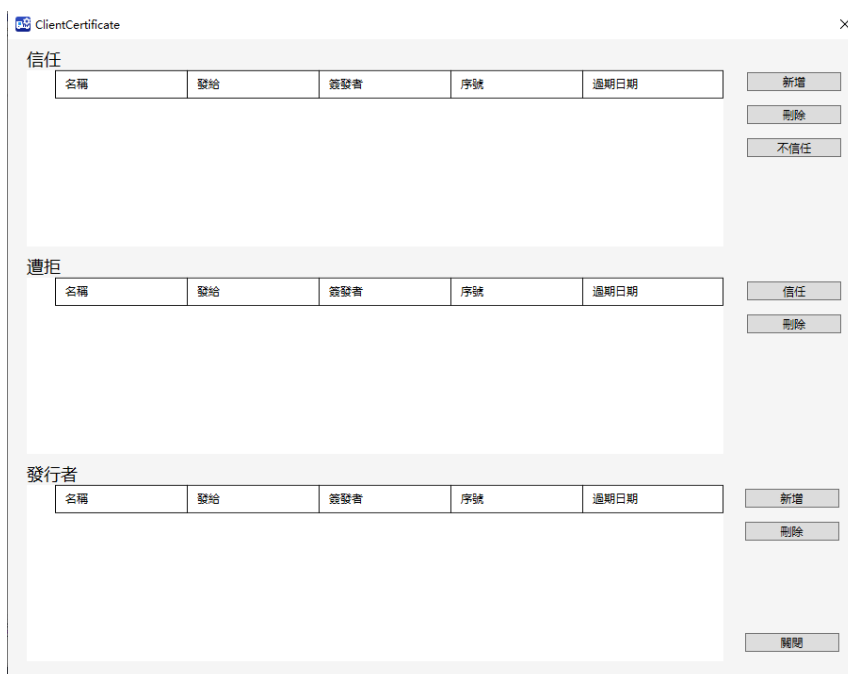 ClientCertificate
信任
名稱 發給 簽發者 序號 過期日期 新增
刪除
不信任
遭拒
名稱 發給 簽發者 序號 過期日期 信任
刪除
發行者
名稱 發給 簽發者 序號 過期日期 新增
刪除
關閉